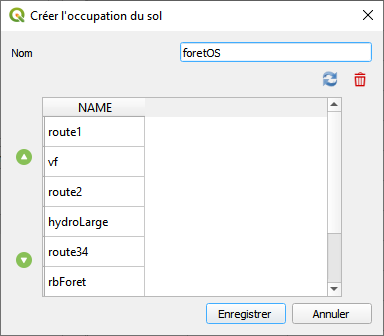 Créer l'occupation du sol
Nom foretOS
NAME
route1
vf
route2
hydroLarge
route34
rbForet
Enregistrer Annuler